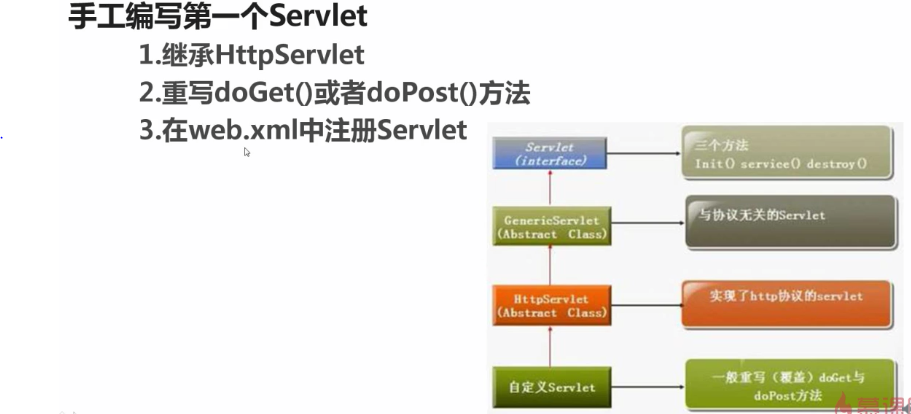 手工编写第一个Servlet
1.继承HttpServlet
2.重写doGet()或者doPost()方法
3.在web.xml中注册Servlet
Servlet
(interface)
三个方法
Init() service() destroy()
GenericServlet
(Abstract Class)
与协议无关的Servlet
HttpServlet
(Abstract Class)
实现了http协议的servlet
自定义Servlet
一般重写（覆盖）doGet与
doPost方法